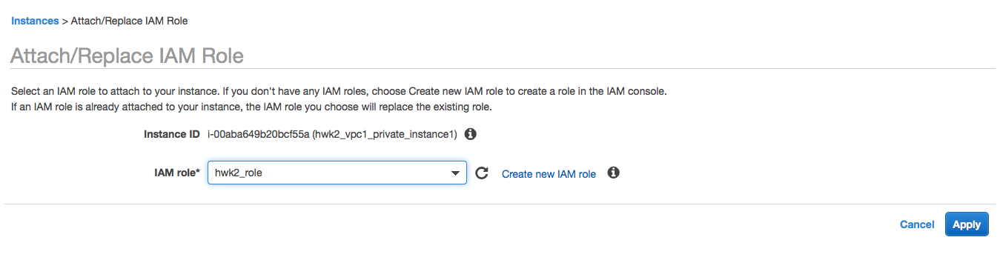 Instances > Attach/Replace IAM Role
Attach/Replace IAM Role
Select an IAM role to attach to your instance. If you don't have any IAM roles, choose Create new IAM role to create a role in the IAM console.
If an IAM role is already attached to your instance, the IAM role you choose will replace the existing role.
Instance ID i-00aba649b20bcf55a (hwk2_vpc1_private_instance1)
IAM role* hwk2_role Create new IAM role
Cancel Apply